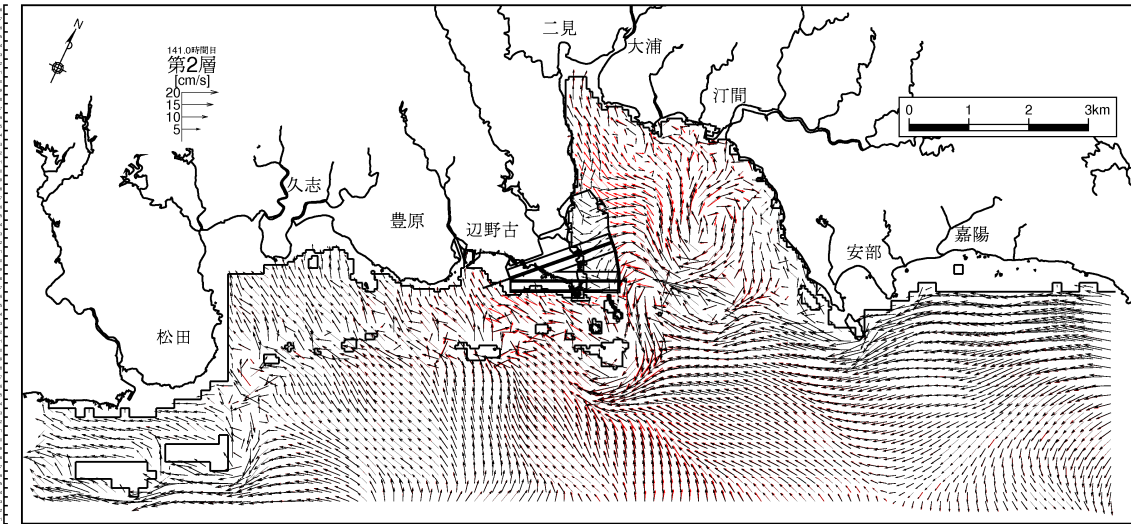 N
141.0時間目
第2層
[cm/s]
20
15
10
5
二見
大浦
汀間
0 1 2 3km
久志
豊原
辺野古
安部
嘉陽
松田